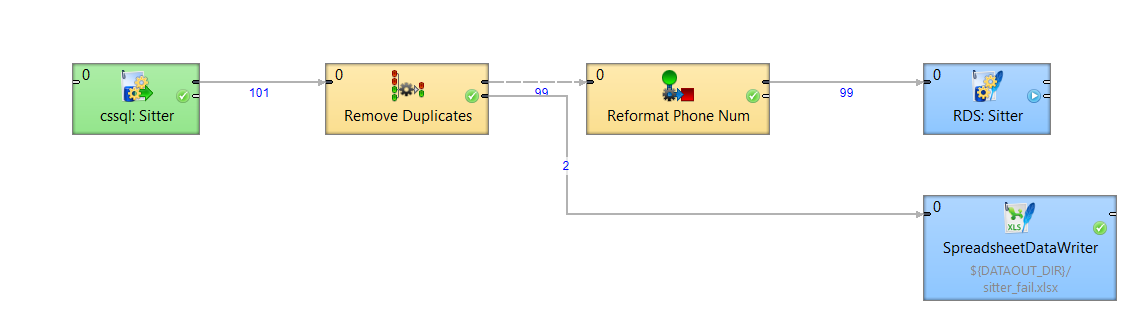 0
cssql: Sitter
101
0
Remove Duplicates
99
0
Reformat Phone Num
99
0
RDS: Sitter
2
0
XLS
SpreadsheetDataWriter
${DATAOUT_DIR}/
sitter_fail.xlsx